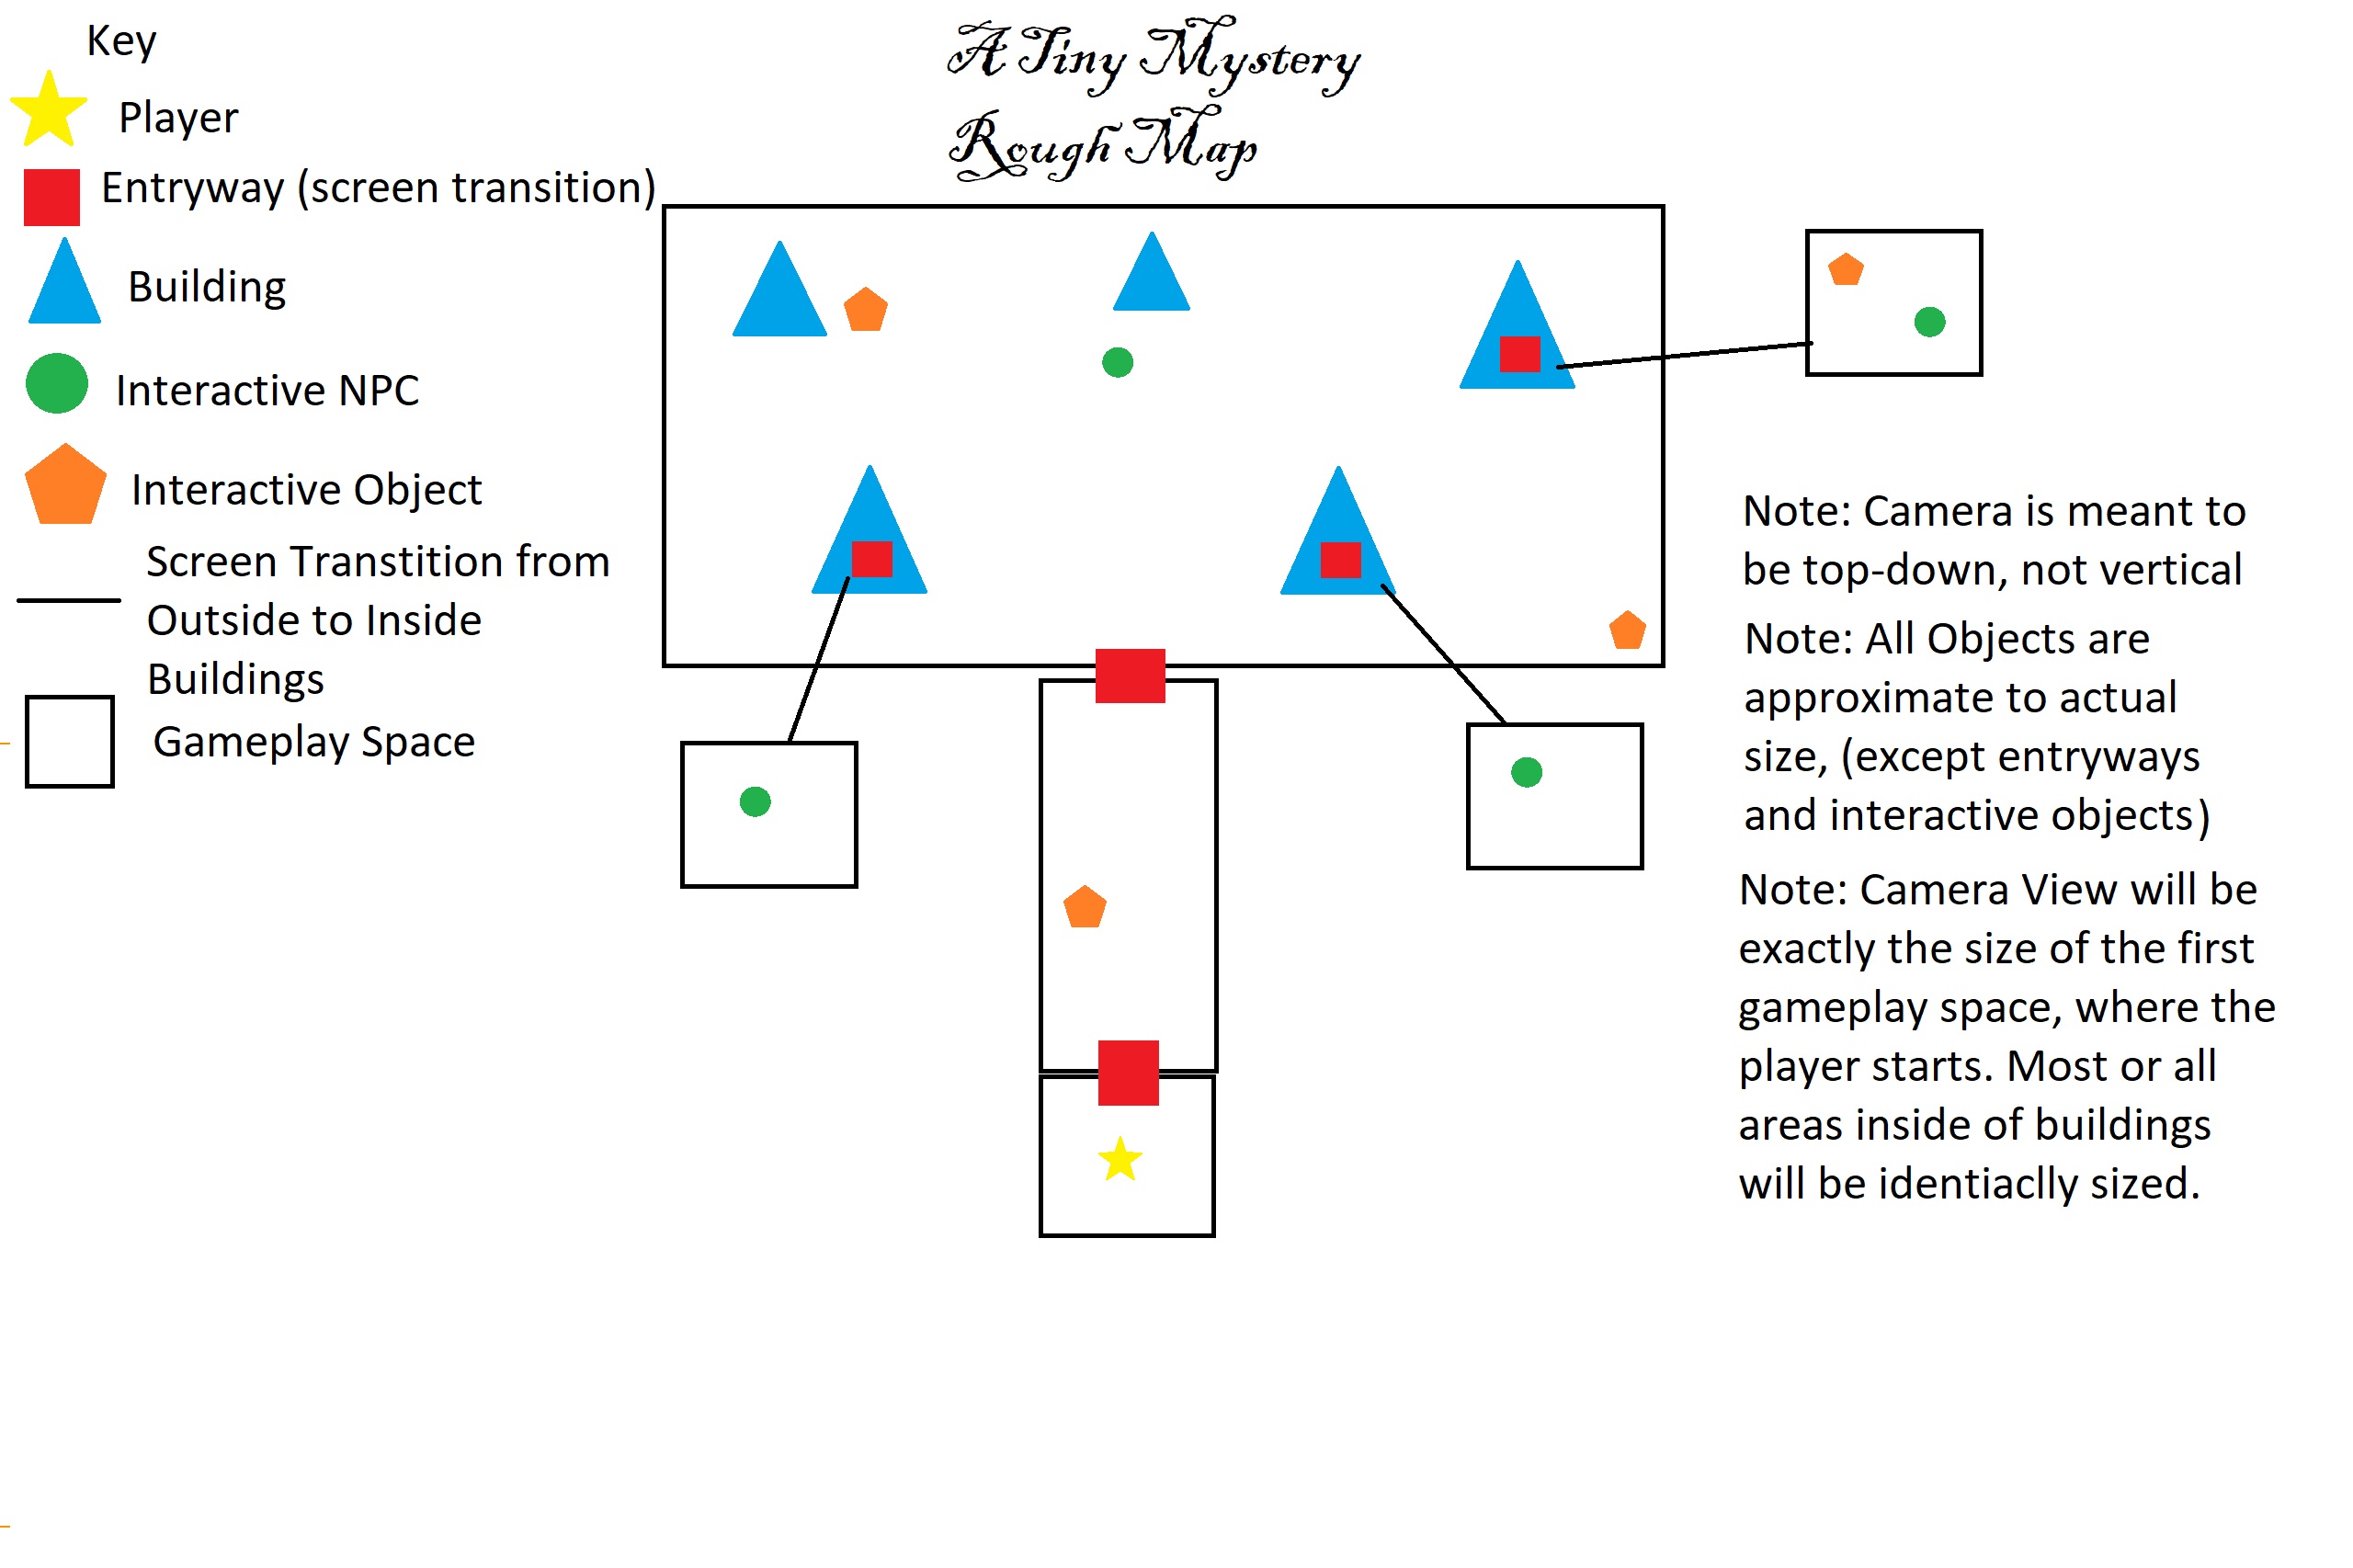 Key
Player
Entryway (screen transition)
Building
Interactive NPC
Interactive Object
Screen Transtition from
Outside to Inside
Buildings
Gameplay Space
A Tiny Mystery
Rough Map
Note: Camera is meant to
be top-down, not vertical
Note: All Objects are
approximate to actual
size, (except entryways
and interactive objects)
Note: Camera View will be
exactly the size of the first
gameplay space, where the
player starts. Most or all
areas inside of buildings
will be identiaclly sized.